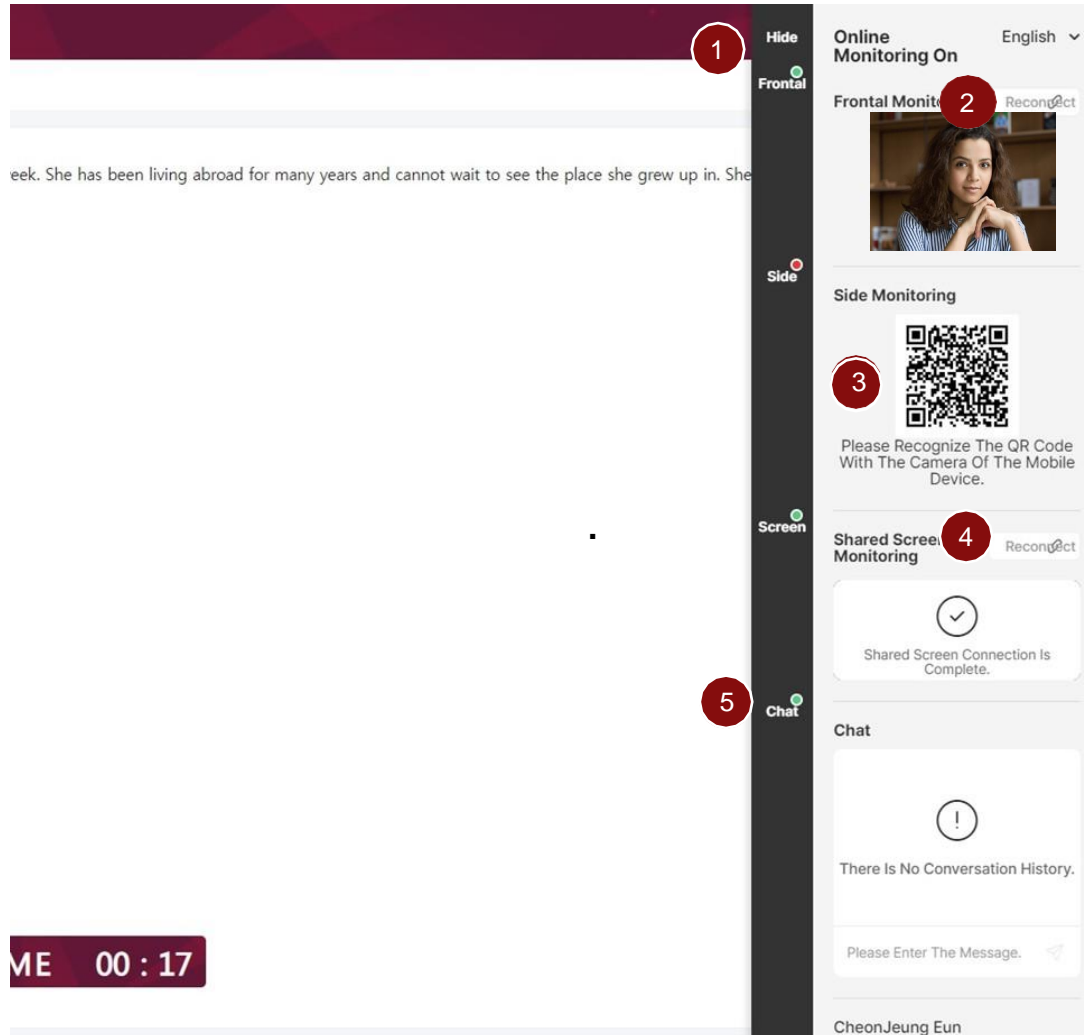 1
Hide
Frontal
Online
Monitoring On
English
Frontal Monito
2
Reconnect
eek. She has been living abroad for many years and cannot wait to see the place she grew up in. She
Side
Side Monitoring
3
Please Recognize The QR Code
With The Camera Of The Mobile
Device.
Screen
Shared Screen
Monitoring
4
Reconnect
Shared Screen Connection Is
Complete.
5
Chat
Chat
!
There Is No Conversation History.
ME 00 : 17
Please Enter The Message.
CheonJeung Eun